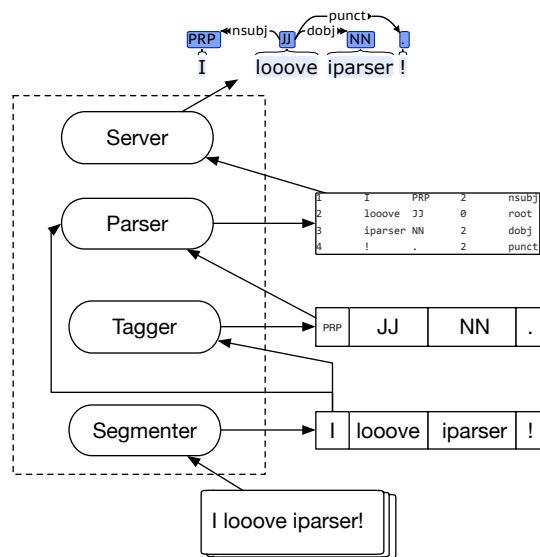 punct
nsubj dobj
PRP JJ NN .
I looove iparser !
Server
1 I PRP 2 nsubj
2 looove JJ 0 root
3 iparser NN 2 dobj
4 ! . 2 punct
Parser
Tagger
PRP JJ NN .
Segmenter
I looove iparser !
I looove iparser!